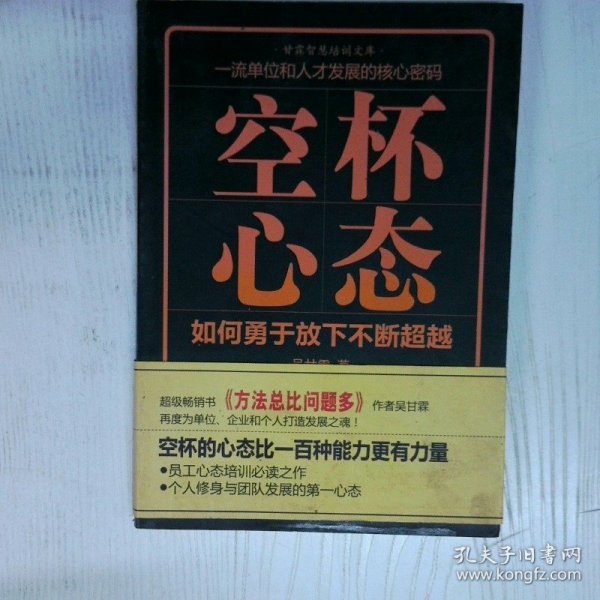 ·甘霖智慧培训文库·
一流单位和人才发展的核心密码
空杯
心态
如何勇于放下不断超越
吴甘霖 著
超级畅销书《方法总比问题多》作者吴甘霖
再度为单位、企业和个人打造发展之魂!
空杯的心态比一百种能力更有力量
●员工心态培训必读之作
●个人修身与团队发展的第一心态
孔夫子旧书网
www.kongfz.com